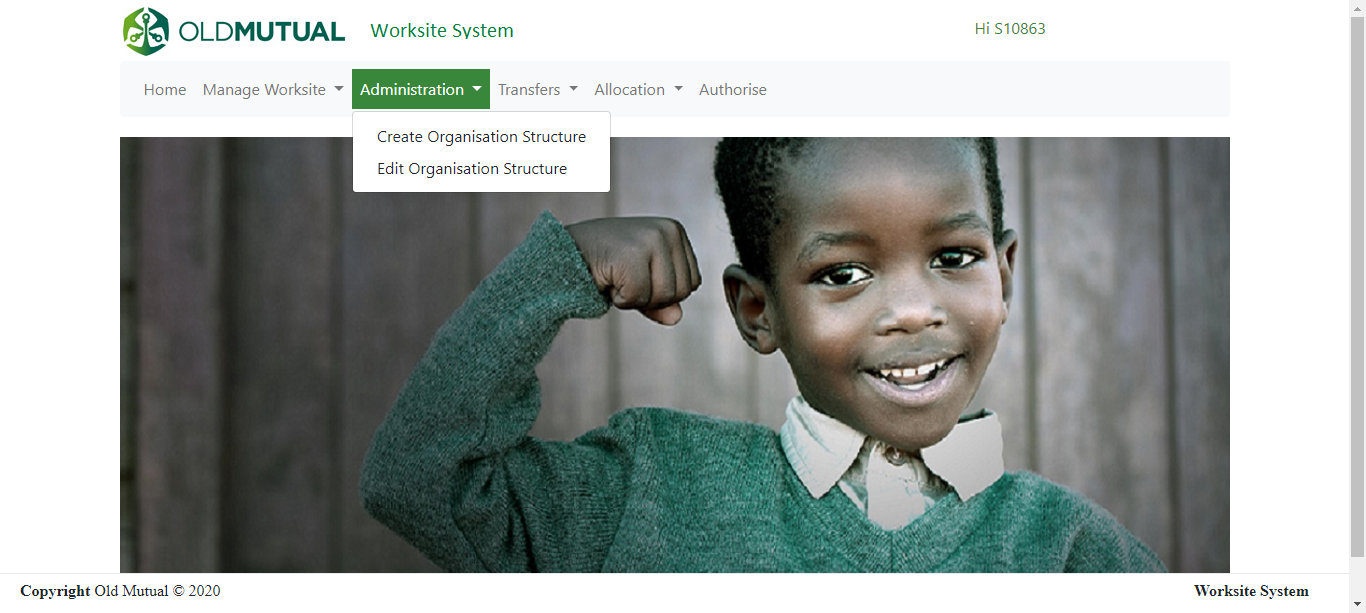 OLDMUTUAL Worksite System Hi S10863
Home Manage Worksite Administration Transfers Allocation Authorise
Create Organisation Structure
Edit Organisation Structure
Copyright Old Mutual © 2020 Worksite System